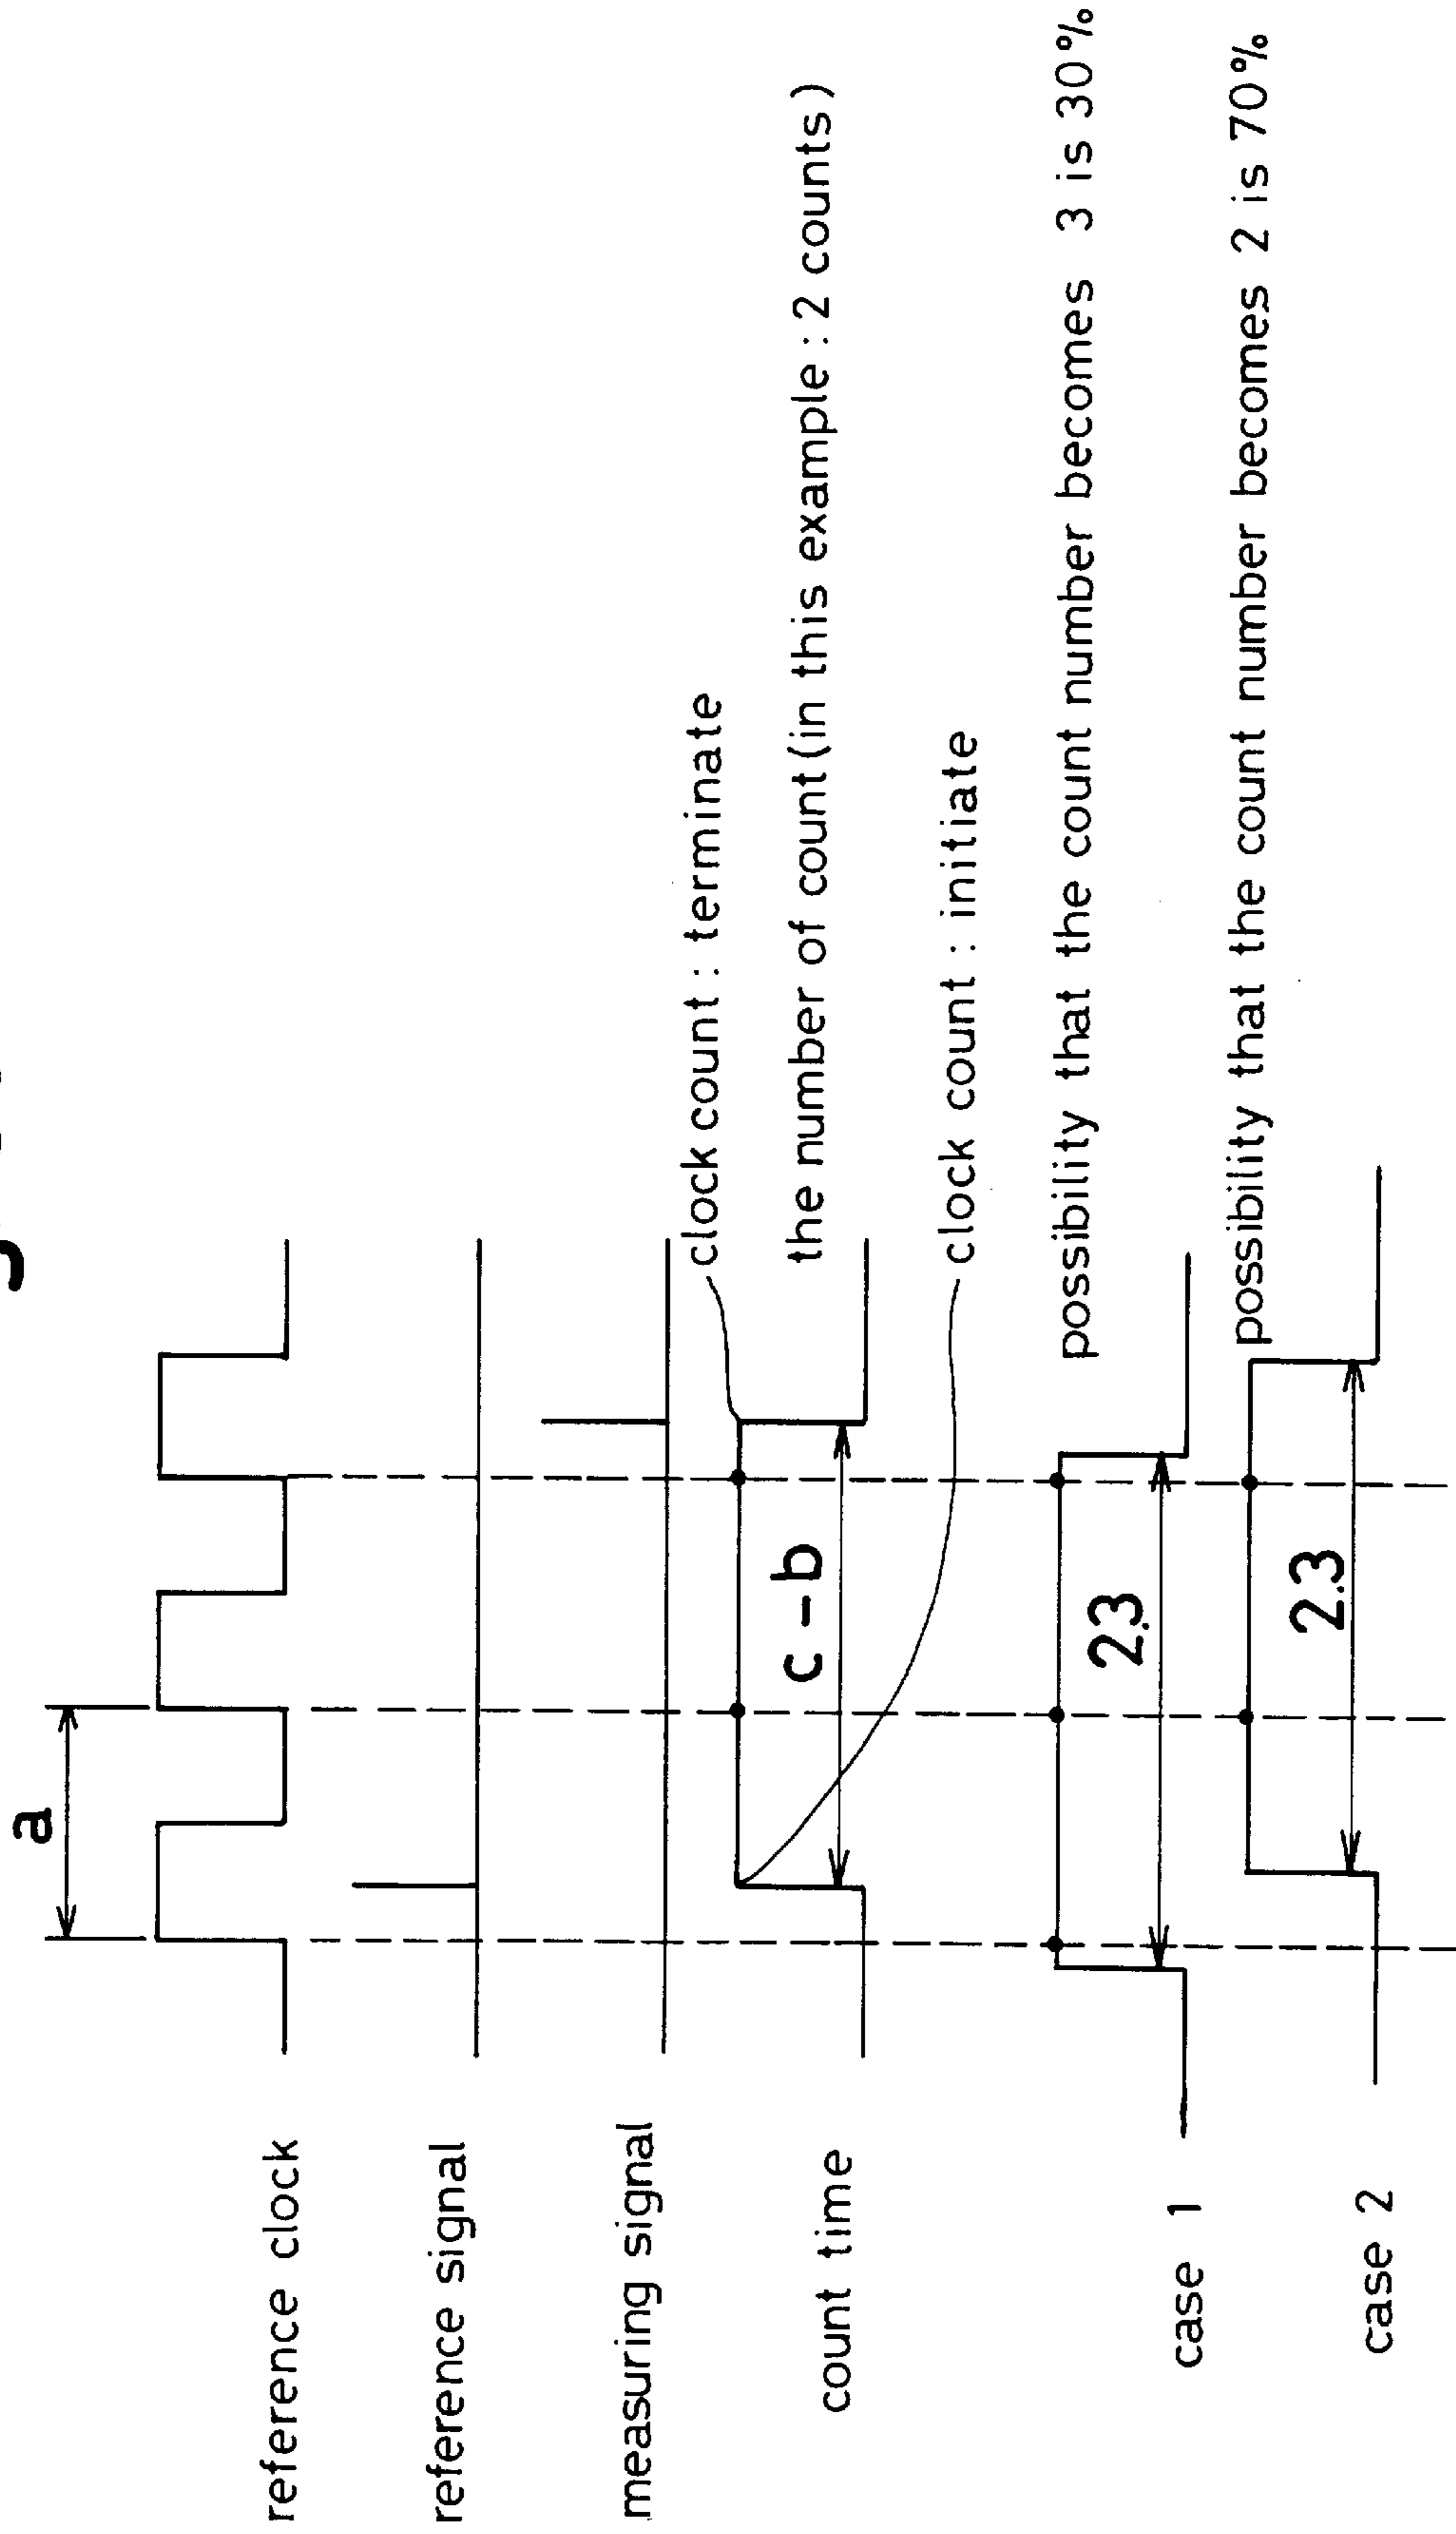 a
reference clock
reference signal
measuring signal
clock count : terminate
count time
c - b
the number of count (in this example : 2 counts)
clock count : initiate
possibility that the count number becomes 3 is 30%
case 1
2.3
possibility that the count number becomes 2 is 70%
case 2
2.3